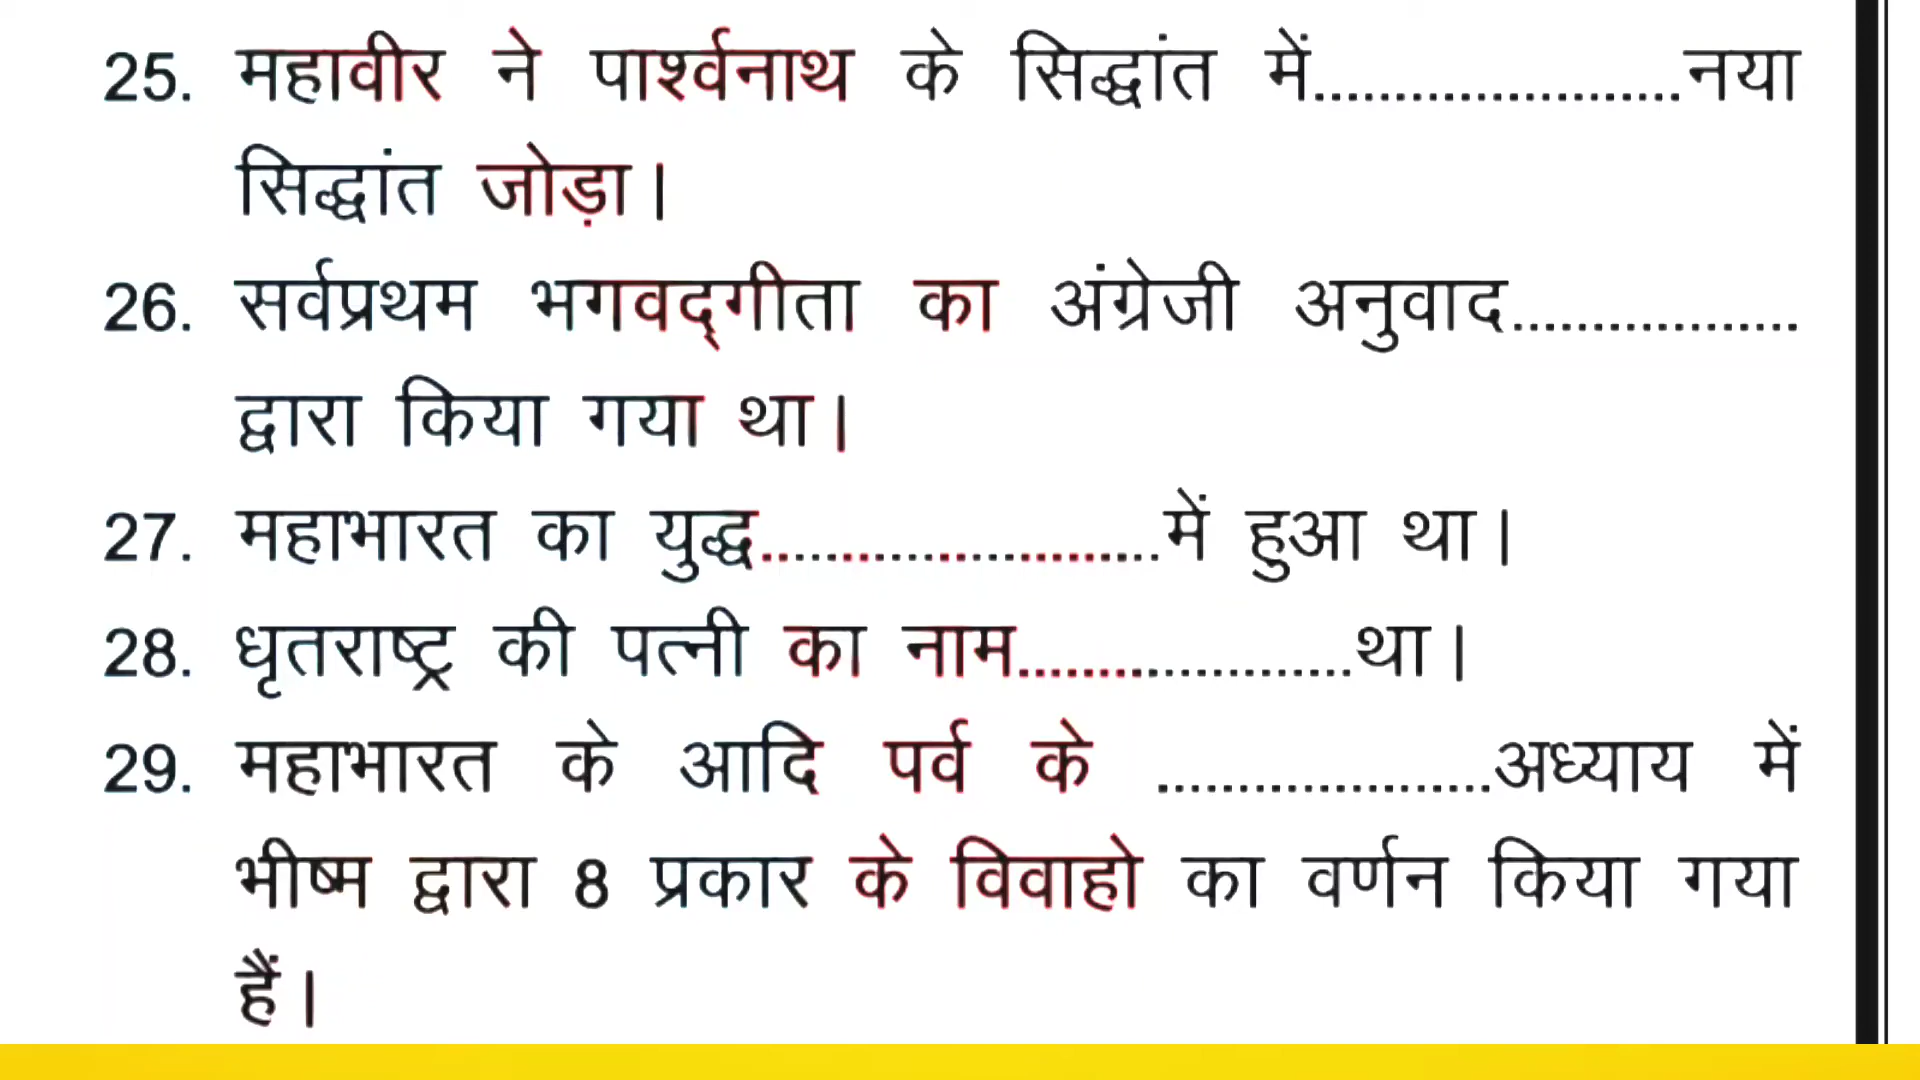 25. महावीर ने पार्श्वनाथ के सिद्धांत में.......................नया
सिद्धांत जोड़ा।
26. सर्वप्रथम भगवद्‌गीता का अंग्रेजी अनुवाद..................
द्वारा किया गया था।
27. महाभारत का युद्ध.........................में हुआ था।
28. धृतराष्ट्र की पत्नी का नाम.....................था।
29. महाभारत के आदि पर्व के .....................अध्याय में
भीष्म द्वारा 8 प्रकार के विवाहो का वर्णन किया गया
हैं।